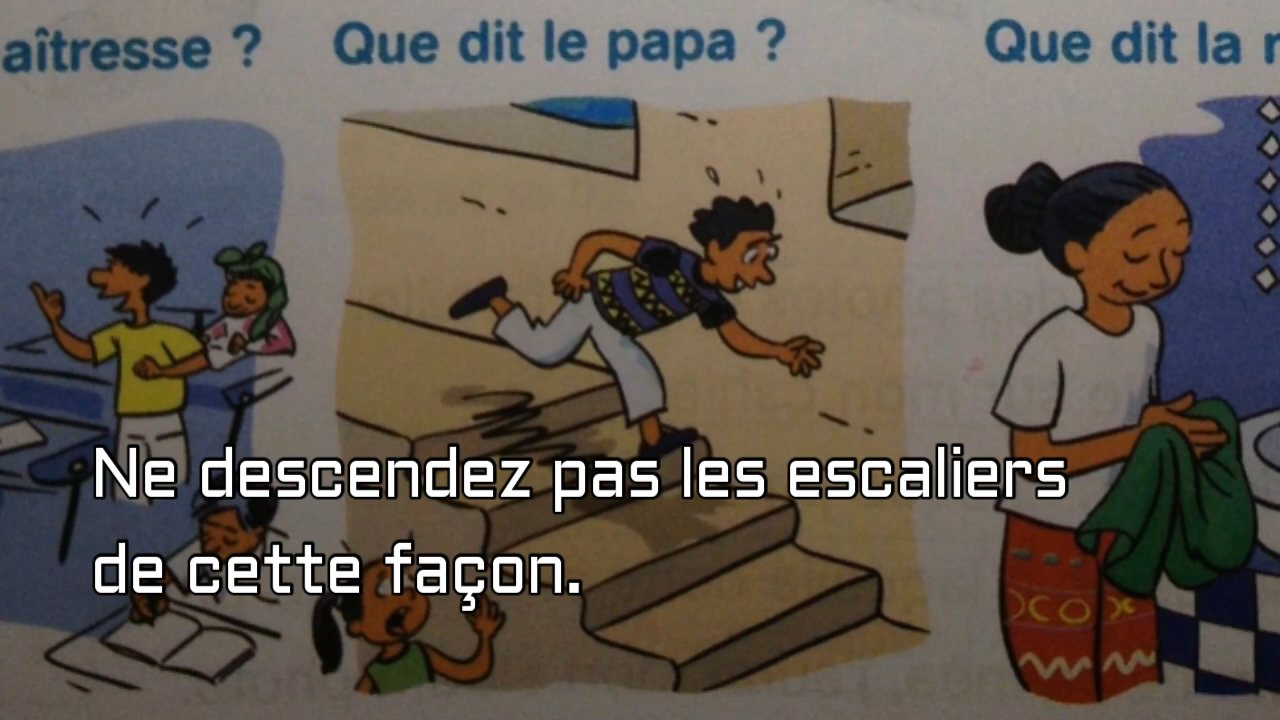 aîtresse ? Que dit le papa ? Que dit la
Ne descendez pas les escaliers
de cette façon.